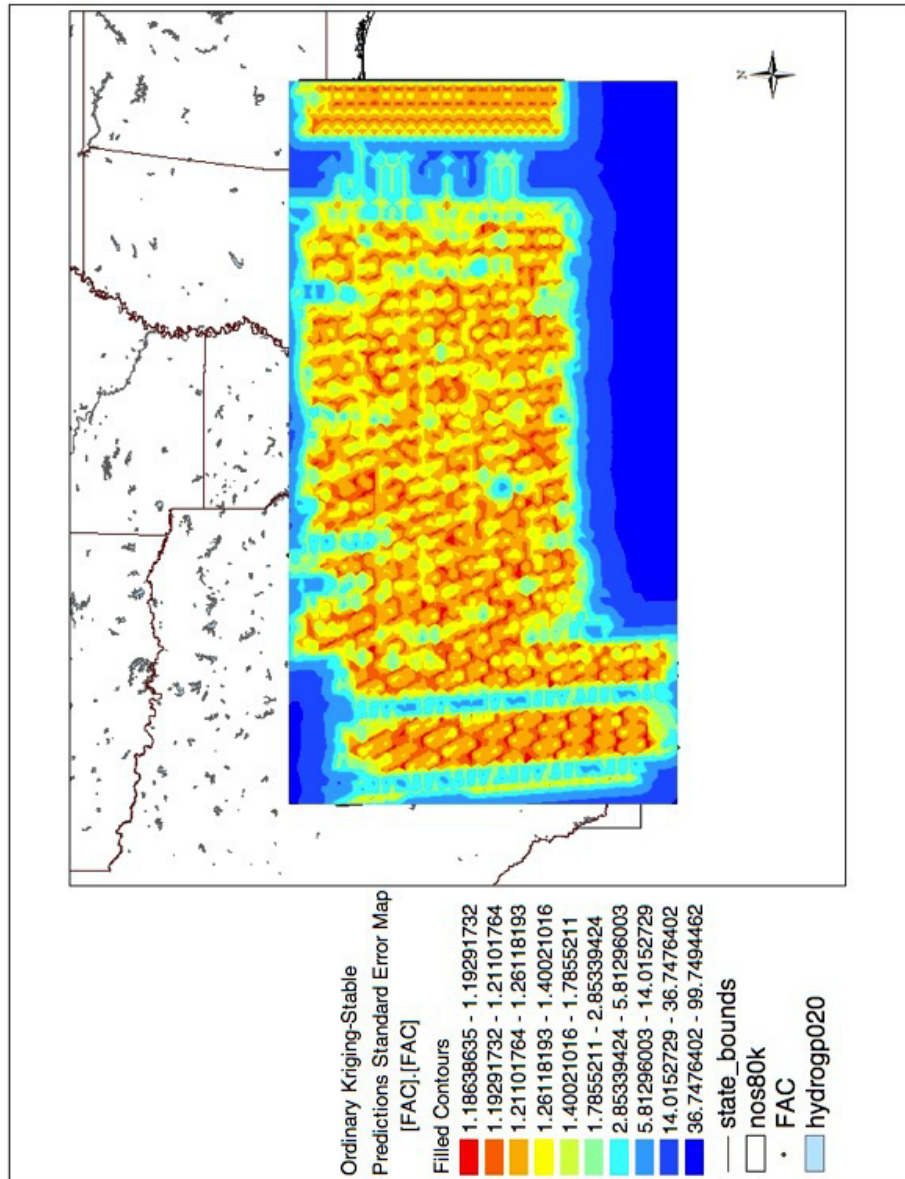 N
Ordinary Kriging-Stable
Predictions Standard Error Map
[FAC].[FAC]
Filled Contours
1.18638635 - 1.19291732
1.19291732 - 1.21101764
1.21101764 - 1.26118193
1.26118193 - 1.40021016
1.40021016 - 1.7855211
1.7855211 - 2.85339424
2.85339424 - 5.81296003
5.81296003 - 14.0152729
14.0152729 - 36.7476402
36.7476402 - 99.7494462
state_bounds
nos80k
FAC
hydrogp020